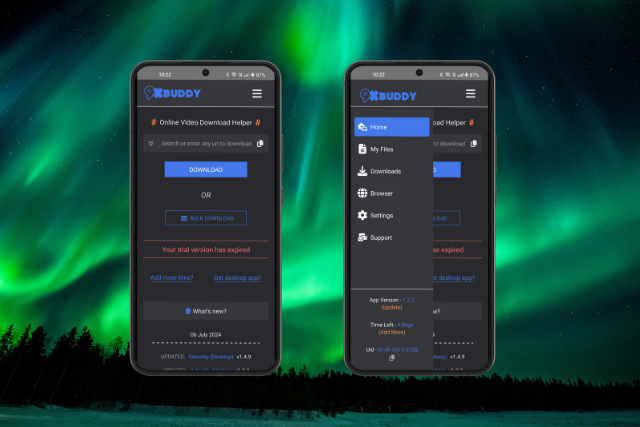 10:22
87%
XBUDDY
# Online Video Download Helper #
Search or enter any url to download
DOWNLOAD
OR
BULK DOWNLOAD
Your trial version has expired
Add more time?
Get desktop app?
What's new?
06 July 2024
UPDATED: 9xbuddy (Desktop) v1.4.9
10:22
87%
XBUDDY
Download Helper #
to download
Home
My Files
Downloads
Browser
Settings
Support
LOAD
has expired
Get desktop app?
App Version - 1.3.2
(Update)
Time Left - 0 Days
(Add More)
Uid -
w?
2024
(Desktop) v1.4.9